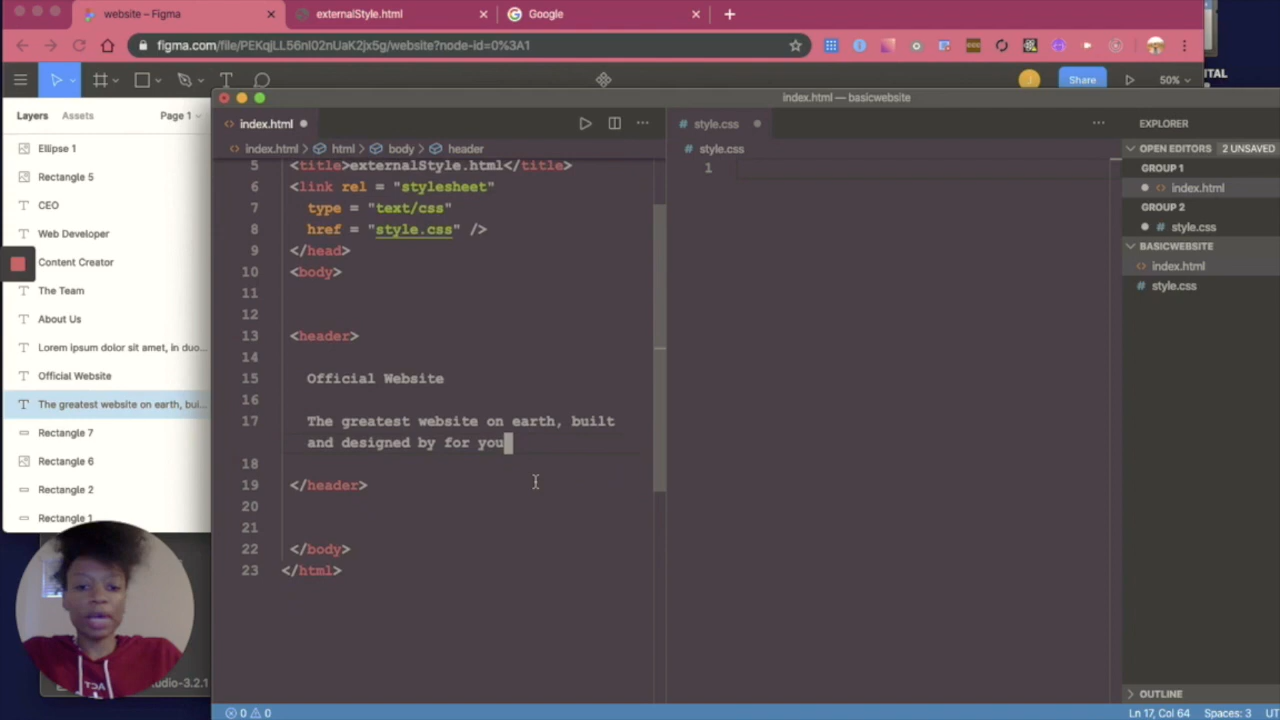 website – Figma
externalStyle.html
Google
figma.com/file/PEKqjLL56nl02nUaK2jx5g/website?node-id=0%3A1
Share
50%
ITAL
Layers
Assets
Page 1
index.html — basicwebsite
index.html
style.css
EXPLORER
index.html > html > body > header
style.css
OPEN EDITORS 2 UNSAVED
GROUP 1
index.html
GROUP 2
style.css
BASICWEBSITE
index.html
style.css
OUTLINE
Ellipse 1
Rectangle 5
CEO
Web Developer
Content Creator
The Team
About Us
Lorem ipsum dolor sit amet, in duo...
Official Website
The greatest website on earth, bui...
Rectangle 7
Rectangle 6
Rectangle 2
Rectangle 1
5 <title>externalStyle.html</title>
6 <link rel = "stylesheet"
7 type = "text/css"
8 href = "style.css" />
9 </head>
10 <body>
11
12
13 <header>
14
15 Official Website
16
17 The greatest website on earth, built
and designed by for you
18
19 </header>
20
21
22 </body>
23 </html>
1
udio-3.2.1
0 0
Ln 17, Col 64 Spaces: 3 UT